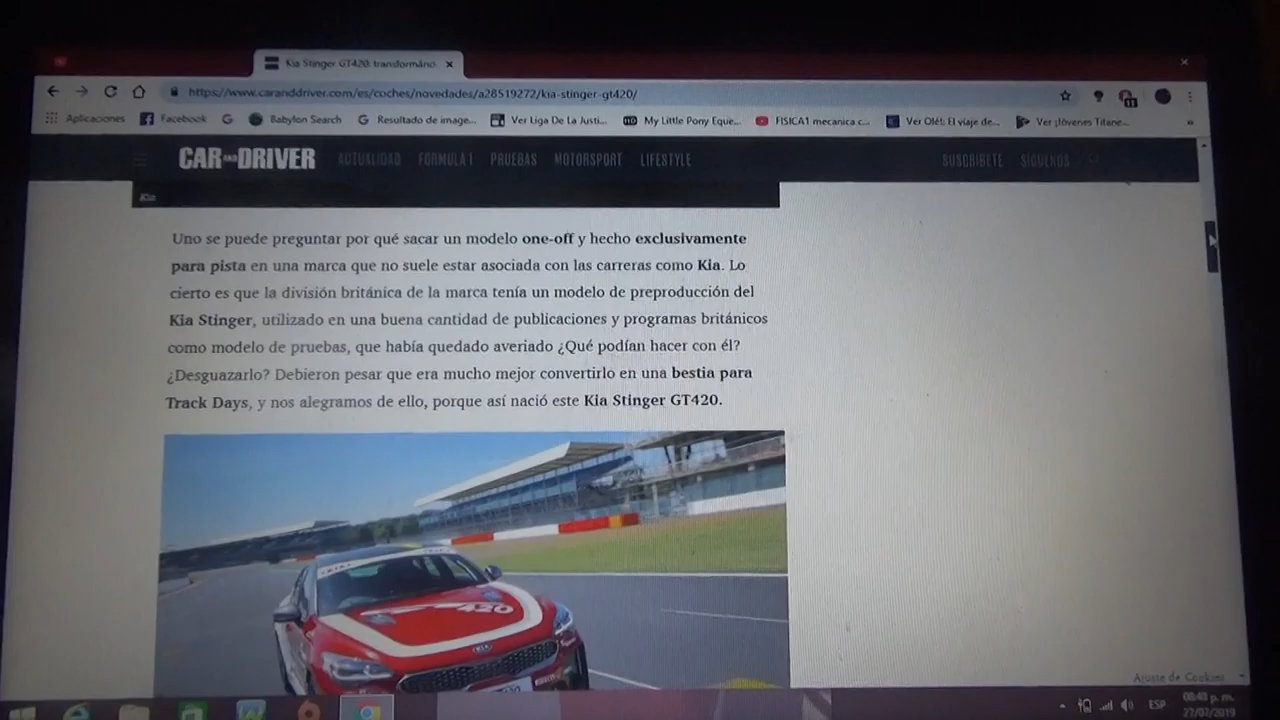 Kia Stinger GT420: transformáno
https://www.caranddriver.com/es/coches/novedades/a28519272/kia-stinger-gt420/
11
Aplicaciones Facebook Babylon Search Resultado de image... Ver Liga De La Justi... My Little Pony Eque... FISICA1 mecanica c... Ver Olé!: El viaje de... Ver ¡Jóvenes Titane... »
CAR AND DRIVER ACTUALIDAD FÓRMULA 1 PRUEBAS MOTORSPORT LIFESTYLE SUSCRÍBETE SÍGUENOS
Kia
Uno se puede preguntar por qué sacar un modelo one-off y hecho exclusivamente
para pista en una marca que no suele estar asociada con las carreras como Kia. Lo
cierto es que la división británica de la marca tenía un modelo de preproducción del
Kia Stinger, utilizado en una buena cantidad de publicaciones y programas británicos
como modelo de pruebas, que había quedado averiado ¿Qué podían hacer con él?
¿Desguazarlo? Debieron pesar que era mucho mejor convertirlo en una bestia para
Track Days, y nos alegramos de ello, porque así nació este Kia Stinger GT420.
420
KIA
Ajuste de Cookies
ESP
08:40 p. m.
27/02/2019